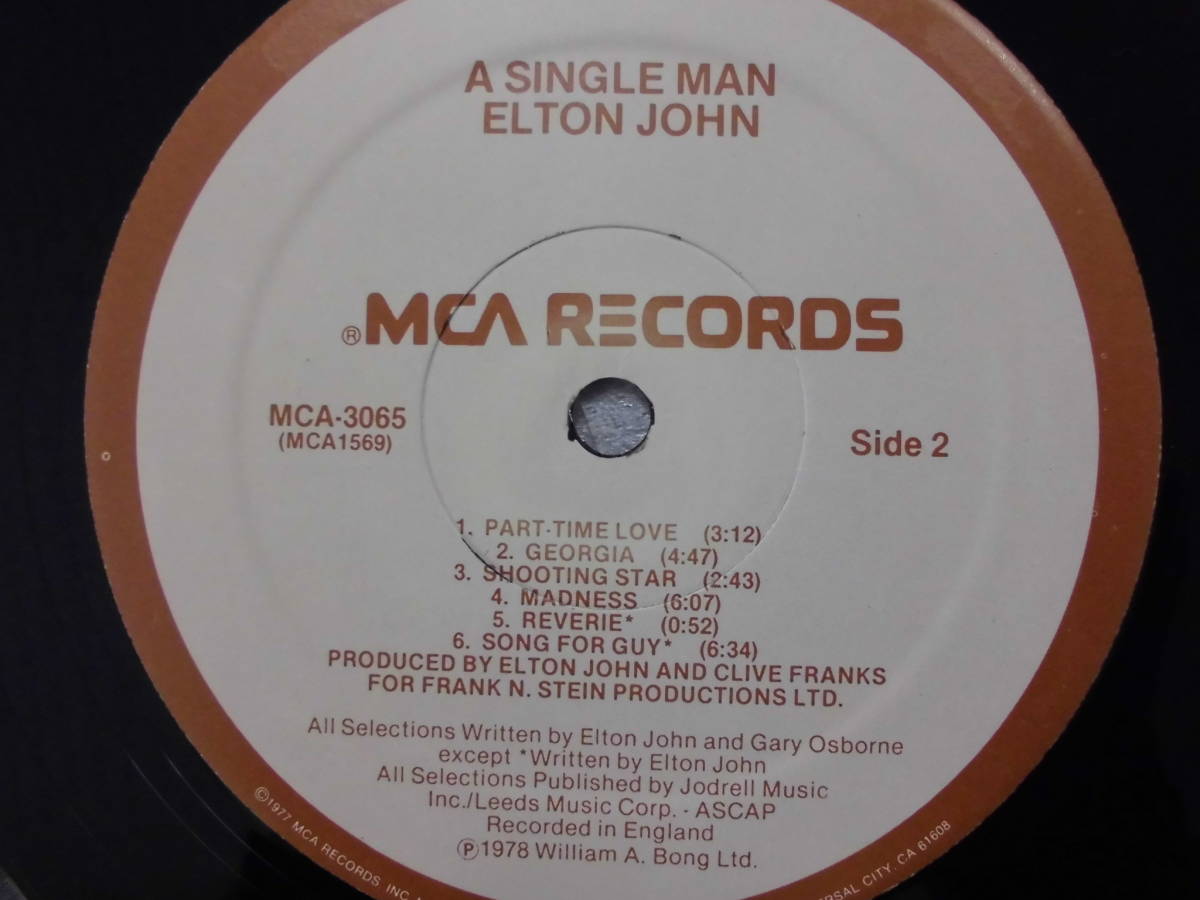 A SINGLE MAN
ELTON JOHN
®MCA RECORDS
MCA-3065
(MCA1569)
Side 2
1. PART-TIME LOVE (3:12)
2. GEORGIA (4:47)
3. SHOOTING STAR (2:43)
4. MADNESS (6:07)
5. REVERIE* (0:52)
6. SONG FOR GUY* (6:34)
PRODUCED BY ELTON JOHN AND CLIVE FRANKS
FOR FRANK N. STEIN PRODUCTIONS LTD.
All Selections Written by Elton John and Gary Osborne
except *Written by Elton John
All Selections Published by Jodrell Music
Inc./Leeds Music Corp. - ASCAP
Recorded in England
℗1978 William A. Bong Ltd.
©1977 MCA RECORDS INC. CITY, CA 61608